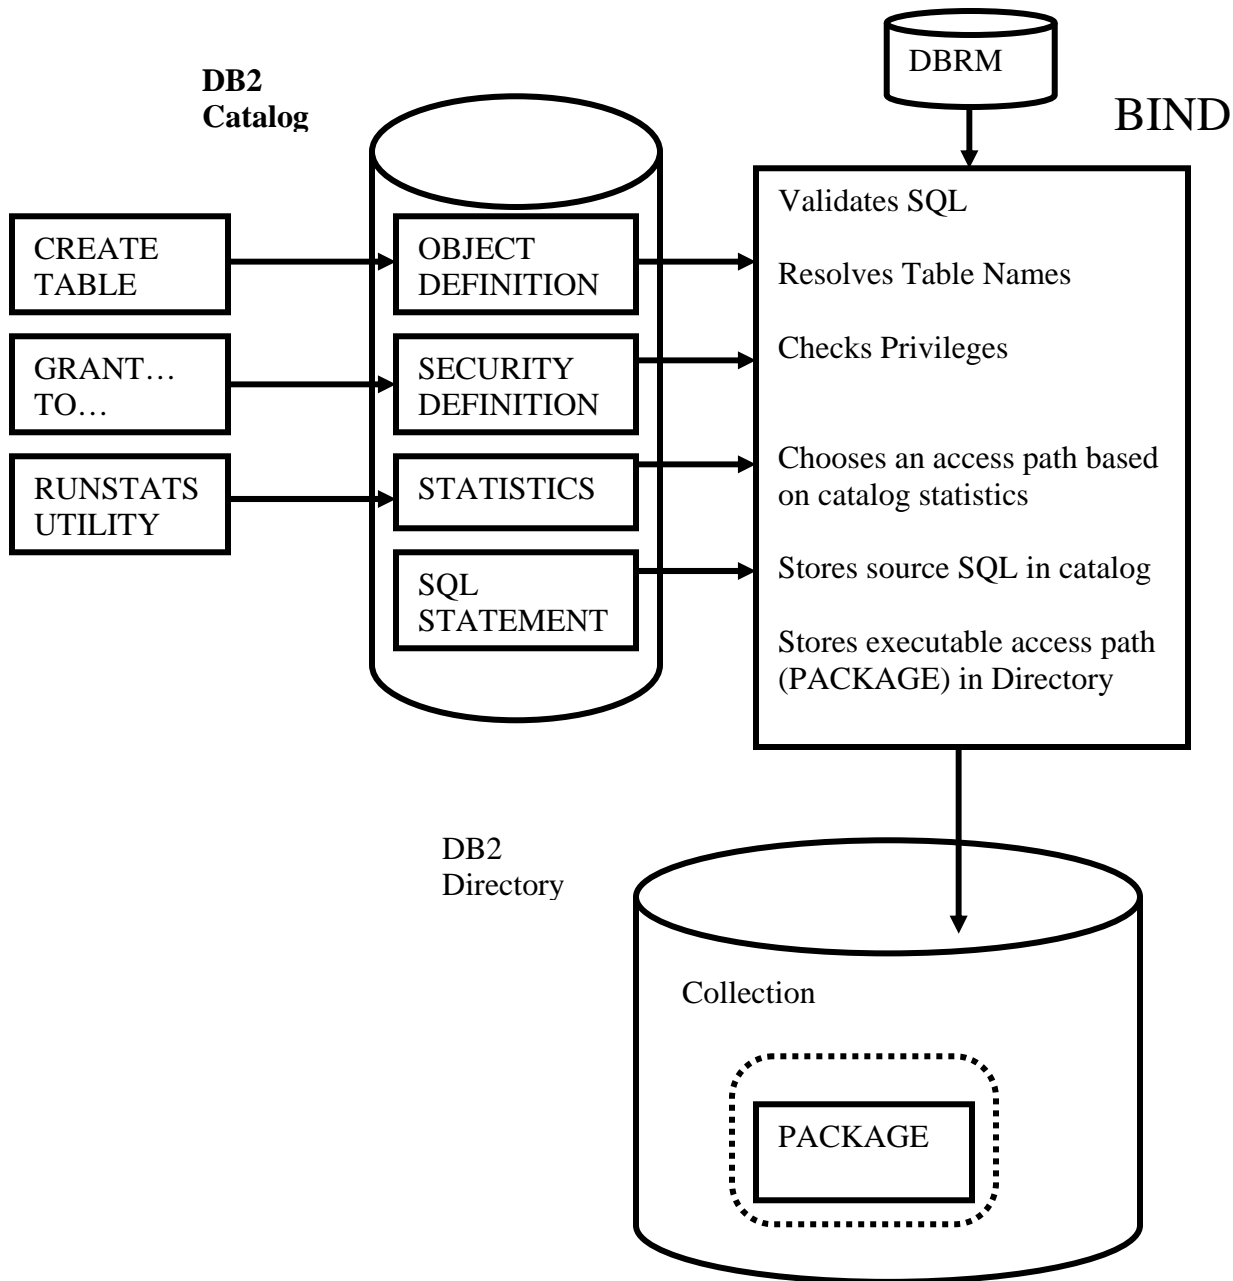 DBRM
DB2
Catalog
BIND
CREATE
TABLE
OBJECT
DEFINITION
GRANT…
TO…
SECURITY
DEFINITION
RUNSTATS
UTILITY
STATISTICS
SQL
STATEMENT
Validates SQL
Resolves Table Names
Checks Privileges
Chooses an access path based
on catalog statistics
Stores source SQL in catalog
Stores executable access path
(PACKAGE) in Directory
DB2
Directory
Collection
PACKAGE